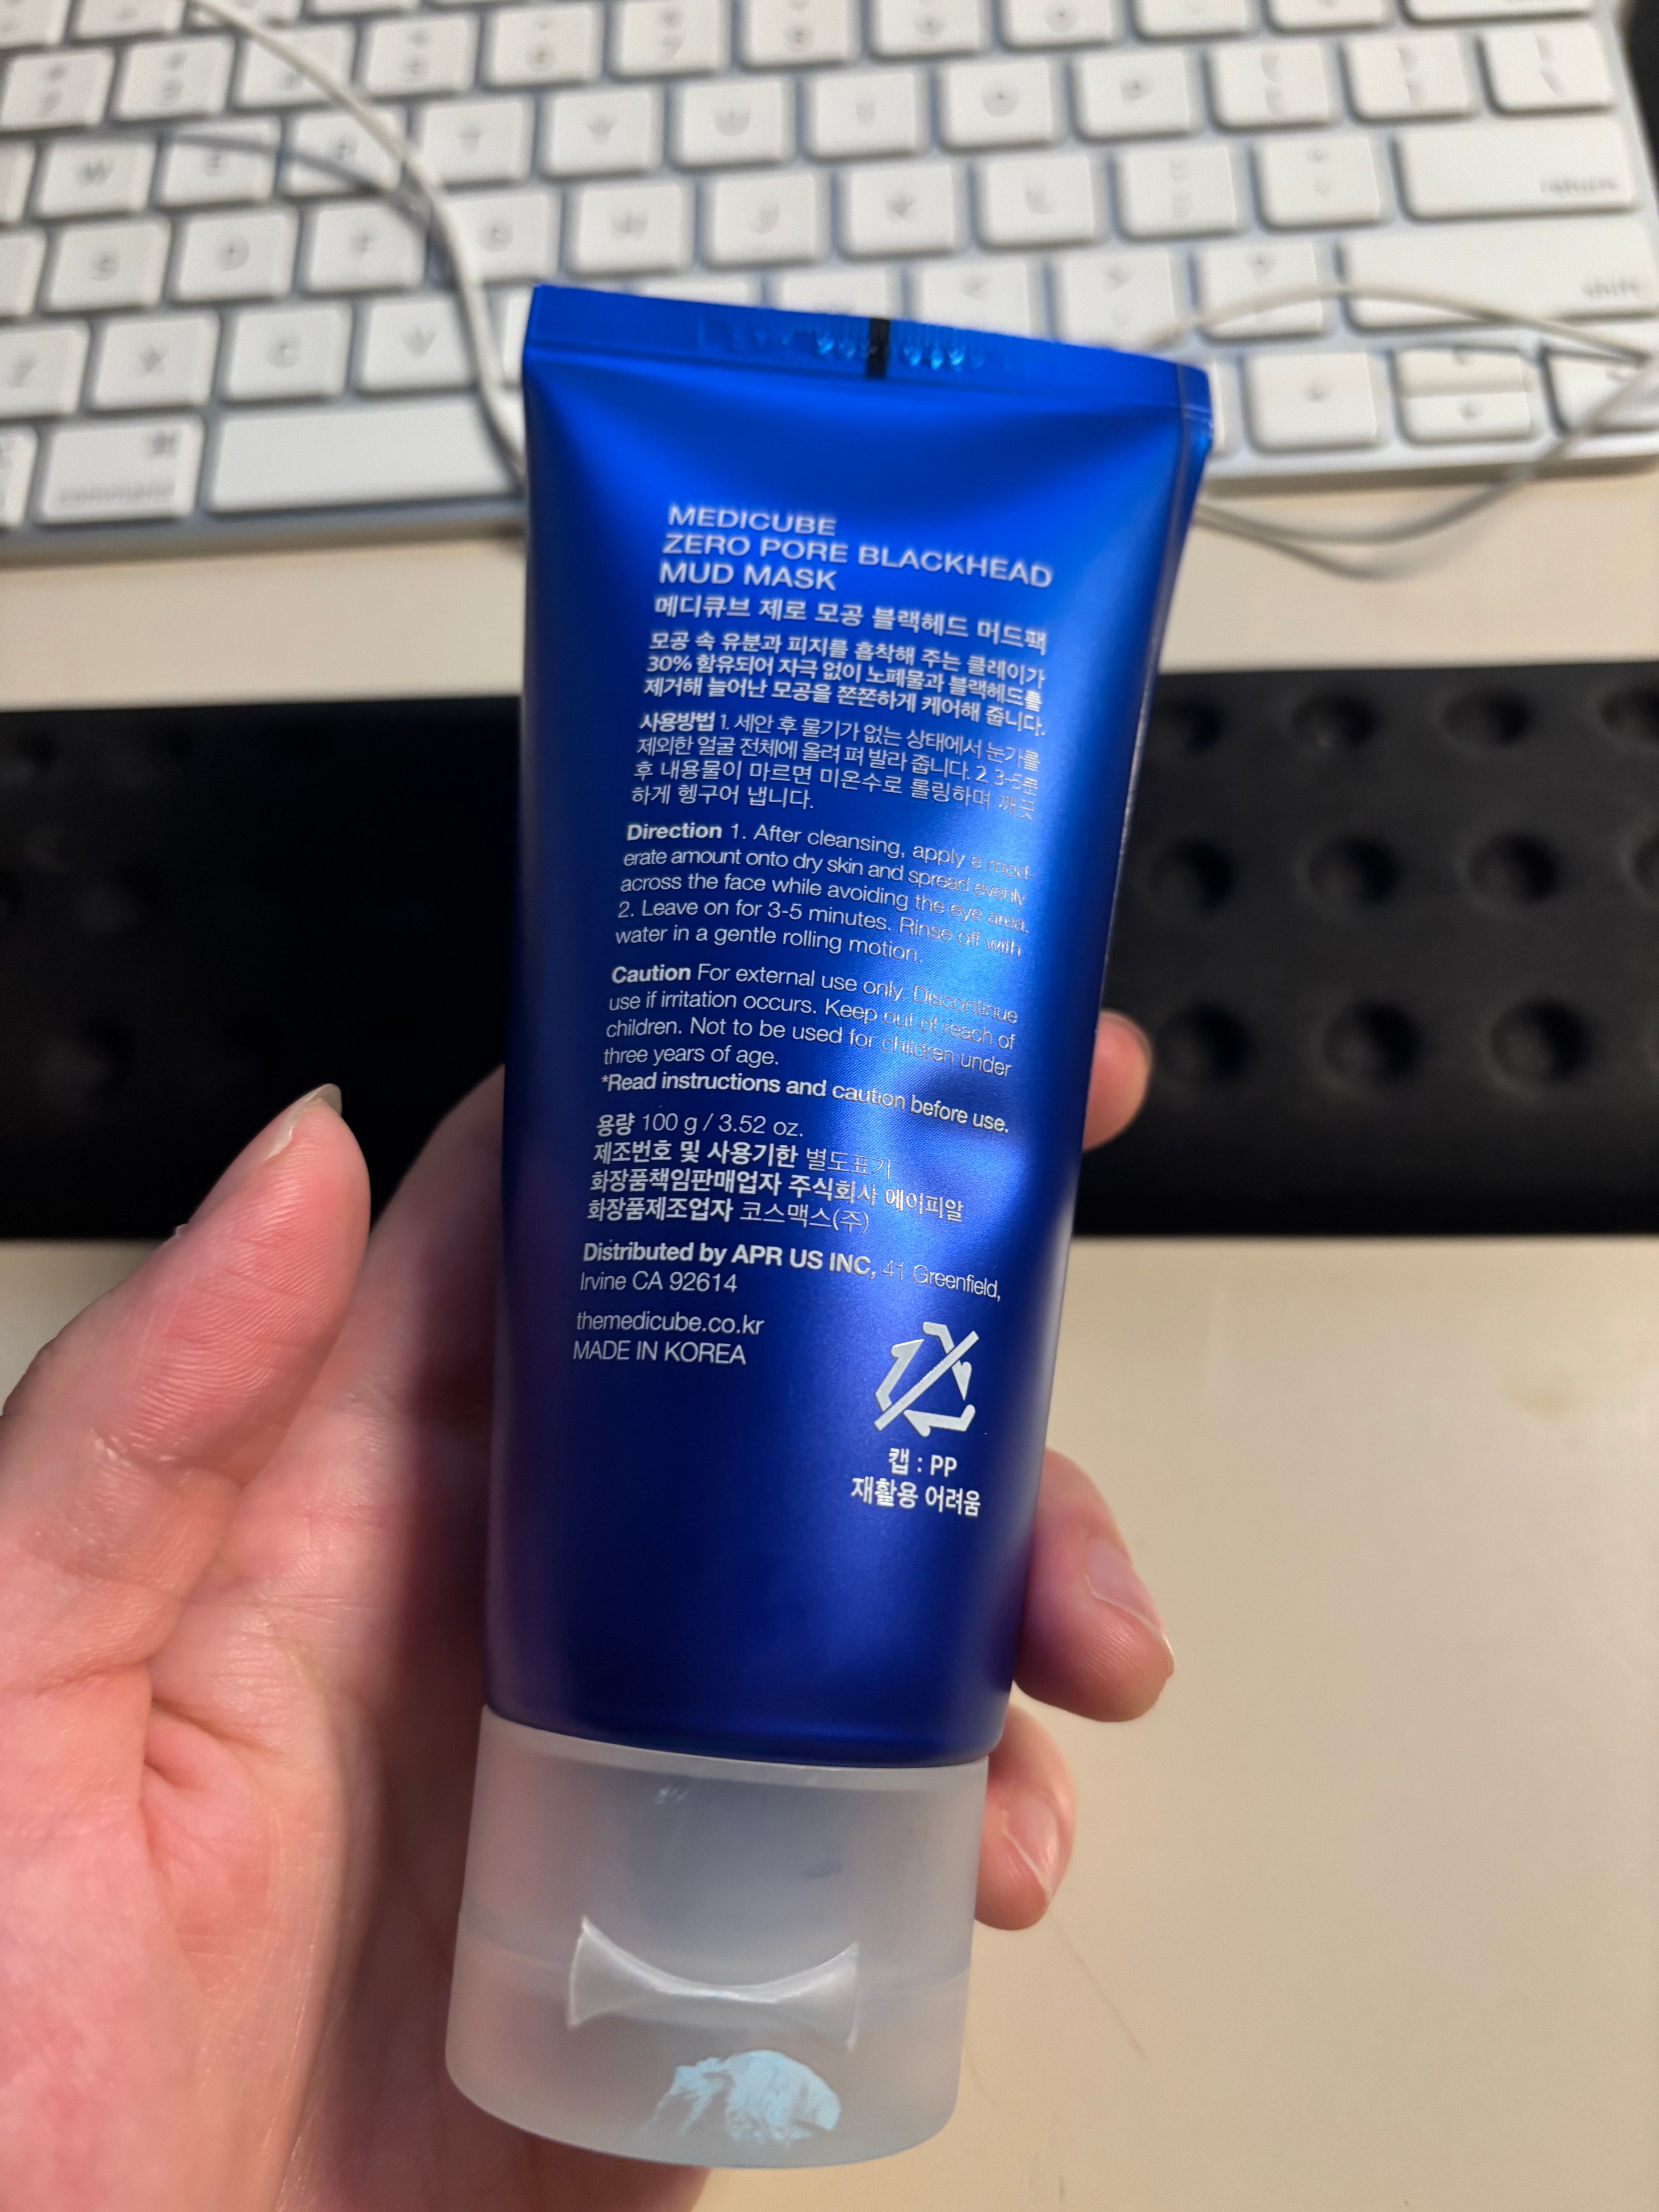 W
T
Y
U
I
O
P
return
S
D
F
G
H
J
K
L
shift
Z
X
C
V
command
MEDICUBE
ZERO PORE BLACKHEAD
MUD MASK
메디큐브 제로 모공 블랙헤드 머드팩
모공 속 유분과 피지를 흡착해 주는 클레이가
30% 함유되어 자극 없이 노폐물과 블랙헤드를
제거해 늘어난 모공을 쫀쫀하게 케어해 줍니다.
사용방법 1. 세안 후 물기가 없는 상태에서 눈가를
제외한 얼굴 전체에 올려 펴 발라 줍니다. 2. 3-5분
후 내용물이 마르면 미온수로 롤링하며 깨끗
하게 헹구어 냅니다.
Direction 1. After cleansing, apply a mod-
erate amount onto dry skin and spread evenly
across the face while avoiding the eye area.
2. Leave on for 3-5 minutes. Rinse off with
water in a gentle rolling motion.
Caution For external use only. Discontinue
use if irritation occurs. Keep out of reach of
children. Not to be used for children under
three years of age.
*Read instructions and caution before use.
용량 100 g / 3.52 oz.
제조번호 및 사용기한 별도표기
화장품책임판매업자 주식회사 에이피알
화장품제조업자 코스맥스(주)
Distributed by APR US INC, 41 Greenfield,
Irvine CA 92614
themedicube.co.kr
MADE IN KOREA
캡 : PP
재활용 어려움